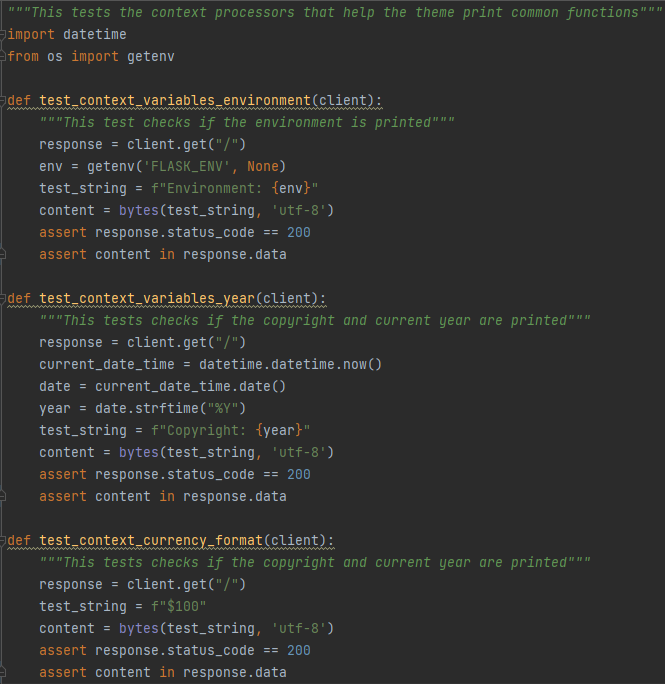 """This tests the context processors that help the theme print common functions"""
import datetime
from os import getenv
def test_context_variables_environment(client):
    """This test checks if the environment is printed"""
    response = client.get("/")
    env = getenv('FLASK_ENV', None)
    test_string = f"Environment: {env}"
    content = bytes(test_string, 'utf-8')
    assert response.status_code == 200
    assert content in response.data
def test_context_variables_year(client):
    """This tests checks if the copyright and current year are printed"""
    response = client.get("/")
    current_date_time = datetime.datetime.now()
    date = current_date_time.date()
    year = date.strftime("%Y")
    test_string = f"Copyright: {year}"
    content = bytes(test_string, 'utf-8')
    assert response.status_code == 200
    assert content in response.data
def test_context_currency_format(client):
    """This tests checks if the copyright and current year are printed"""
    response = client.get("/")
    test_string = f"$100"
    content = bytes(test_string, 'utf-8')
    assert response.status_code == 200
    assert content in response.data